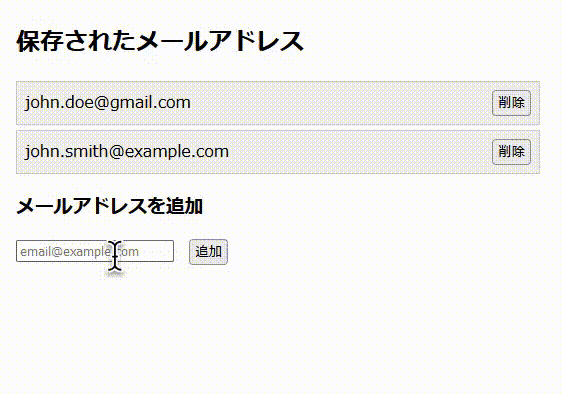 保存されたメールアドレス
john.doe@gmail.com 削除
john.smith@example.com 削除
メールアドレスを追加
email@example.com 追加